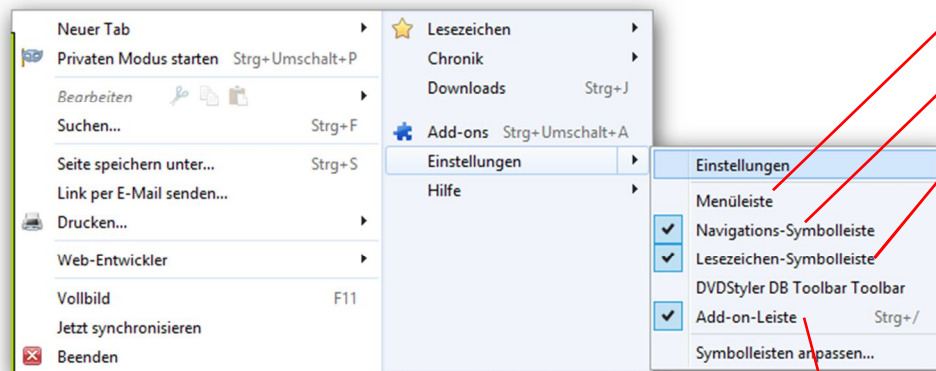 Neuer Tab
Privaten Modus starten Strg+Umschalt+P
Bearbeiten
Suchen... Strg+F
Seite speichern unter... Strg+S
Link per E-Mail senden...
Drucken...
Web-Entwickler
Vollbild F11
Jetzt synchronisieren
Beenden
Lesezeichen
Chronik
Downloads Strg+J
Add-ons Strg+Umschalt+A
Einstellungen
Hilfe
Einstellungen
Menüleiste
Navigations-Symbolleiste
Lesezeichen-Symbolleiste
DVDStyler DB Toolbar Toolbar
Add-on-Leiste Strg+/
Symbolleisten anpassen...